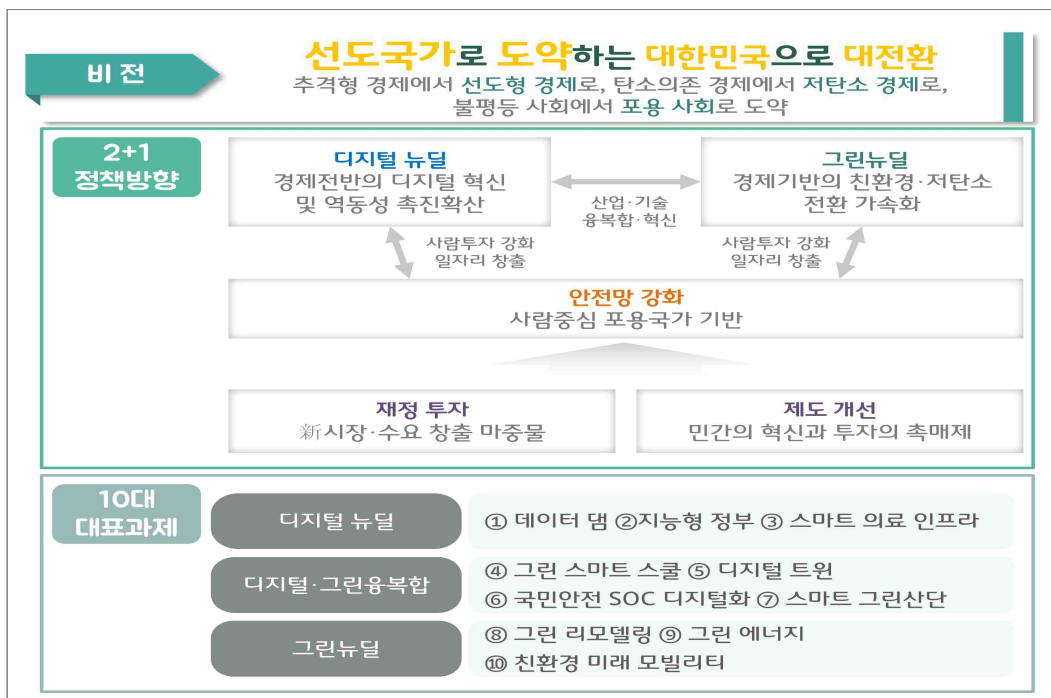 비 전
선도국가로 도약하는 대한민국으로 대전환
추격형 경제에서 선도형 경제로, 탄소의존 경제에서 저탄소 경제로,
불평등 사회에서 포용 사회로 도약
2+1
정책방향
디지털 뉴딜
경제전반의 디지털 혁신
및 역동성 촉진확산
산업·기술
융복합·혁신
그린뉴딜
경제기반의 친환경·저탄소
전환 가속화
사람투자 강화
일자리 창출
사람투자 강화
일자리 창출
안전망 강화
사람중심 포용국가 기반
재정 투자
新시장·수요 창출 마중물
제도 개선
민간의 혁신과 투자의 촉매제
10대
대표과제
디지털 뉴딜
① 데이터 댐 ②지능형 정부 ③ 스마트 의료 인프라
디지털·그린융복합
④ 그린 스마트 스쿨 ⑤ 디지털 트윈
⑥ 국민안전 SOC 디지털화 ⑦ 스마트 그린산단
그린뉴딜
⑧ 그린 리모델링 ⑨ 그린 에너지
⑩ 친환경 미래 모빌리티